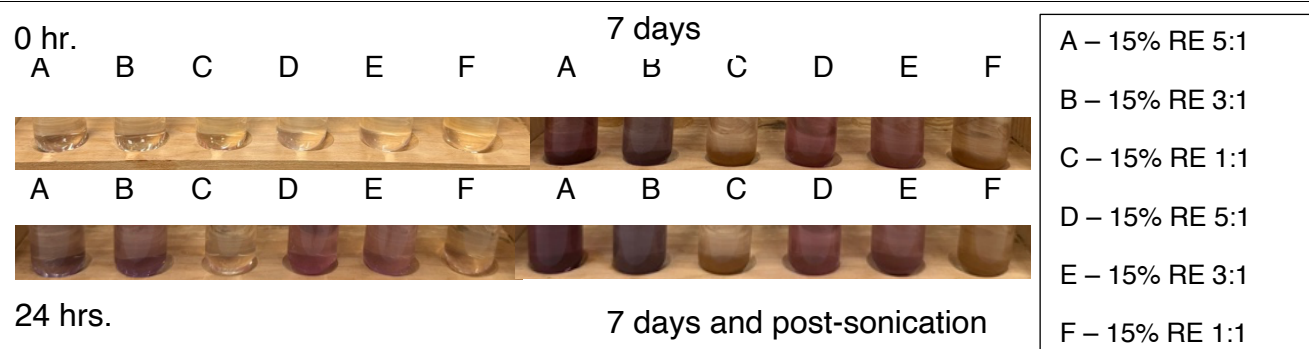 0 hr.
7 days
A B C D E F
A B C D E F
A B C D E F
A B C D E F
24 hrs.
7 days and post-sonication
A – 15% RE 5:1
B – 15% RE 3:1
C – 15% RE 1:1
D – 15% RE 5:1
E – 15% RE 3:1
F – 15% RE 1:1